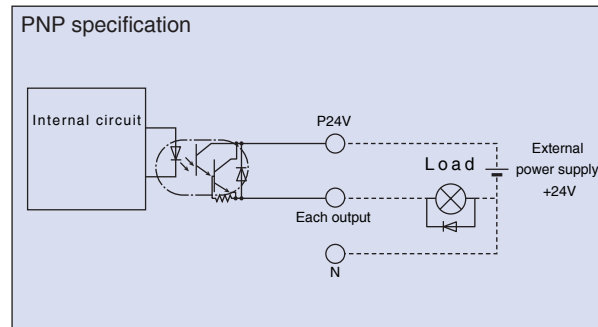 PNP specification
Internal circuit
P24V
Load
External
power supply
+24V
Each output
N